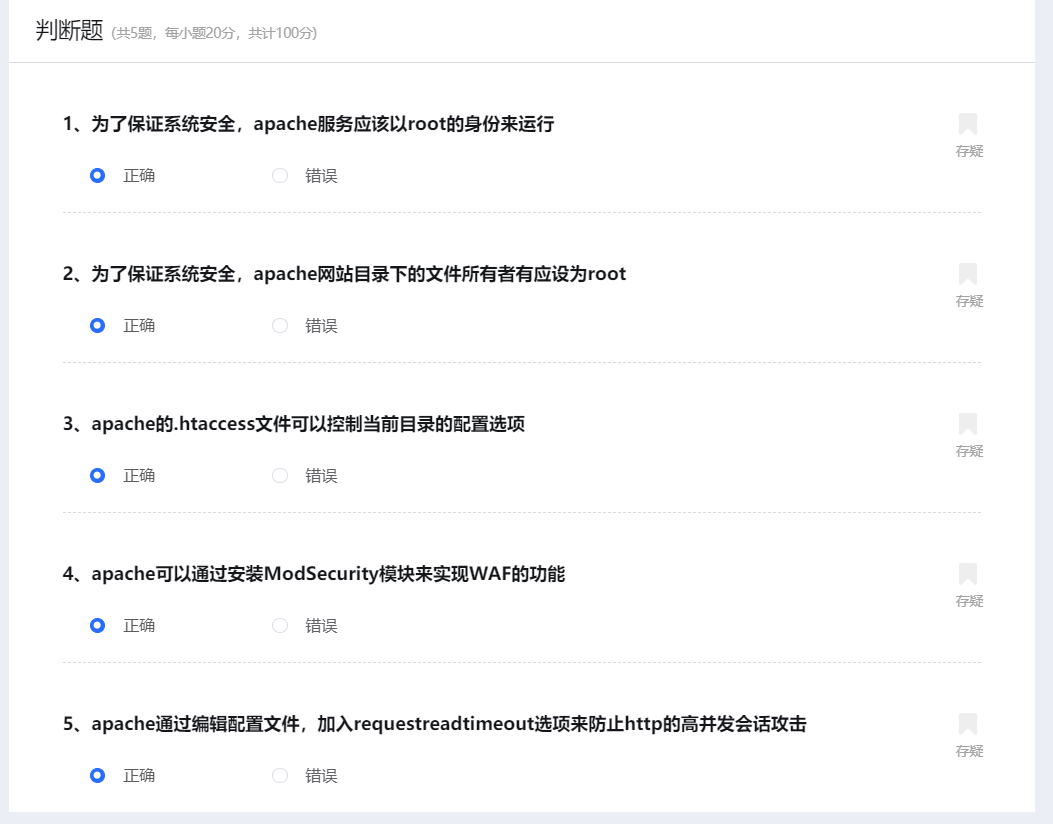 判断题 (共5题，每小题20分，共计100分)
1、为了保证系统安全，apache服务应该以root的身份来运行
存疑
正确 错误
2、为了保证系统安全，apache网站目录下的文件所有者有应设为root
存疑
正确 错误
3、apache的.htaccess文件可以控制当前目录的配置选项
存疑
正确 错误
4、apache可以通过安装ModSecurity模块来实现WAF的功能
存疑
正确 错误
5、apache通过编辑配置文件，加入requestreadtimeout选项来防止http的高并发会话攻击
存疑
正确 错误